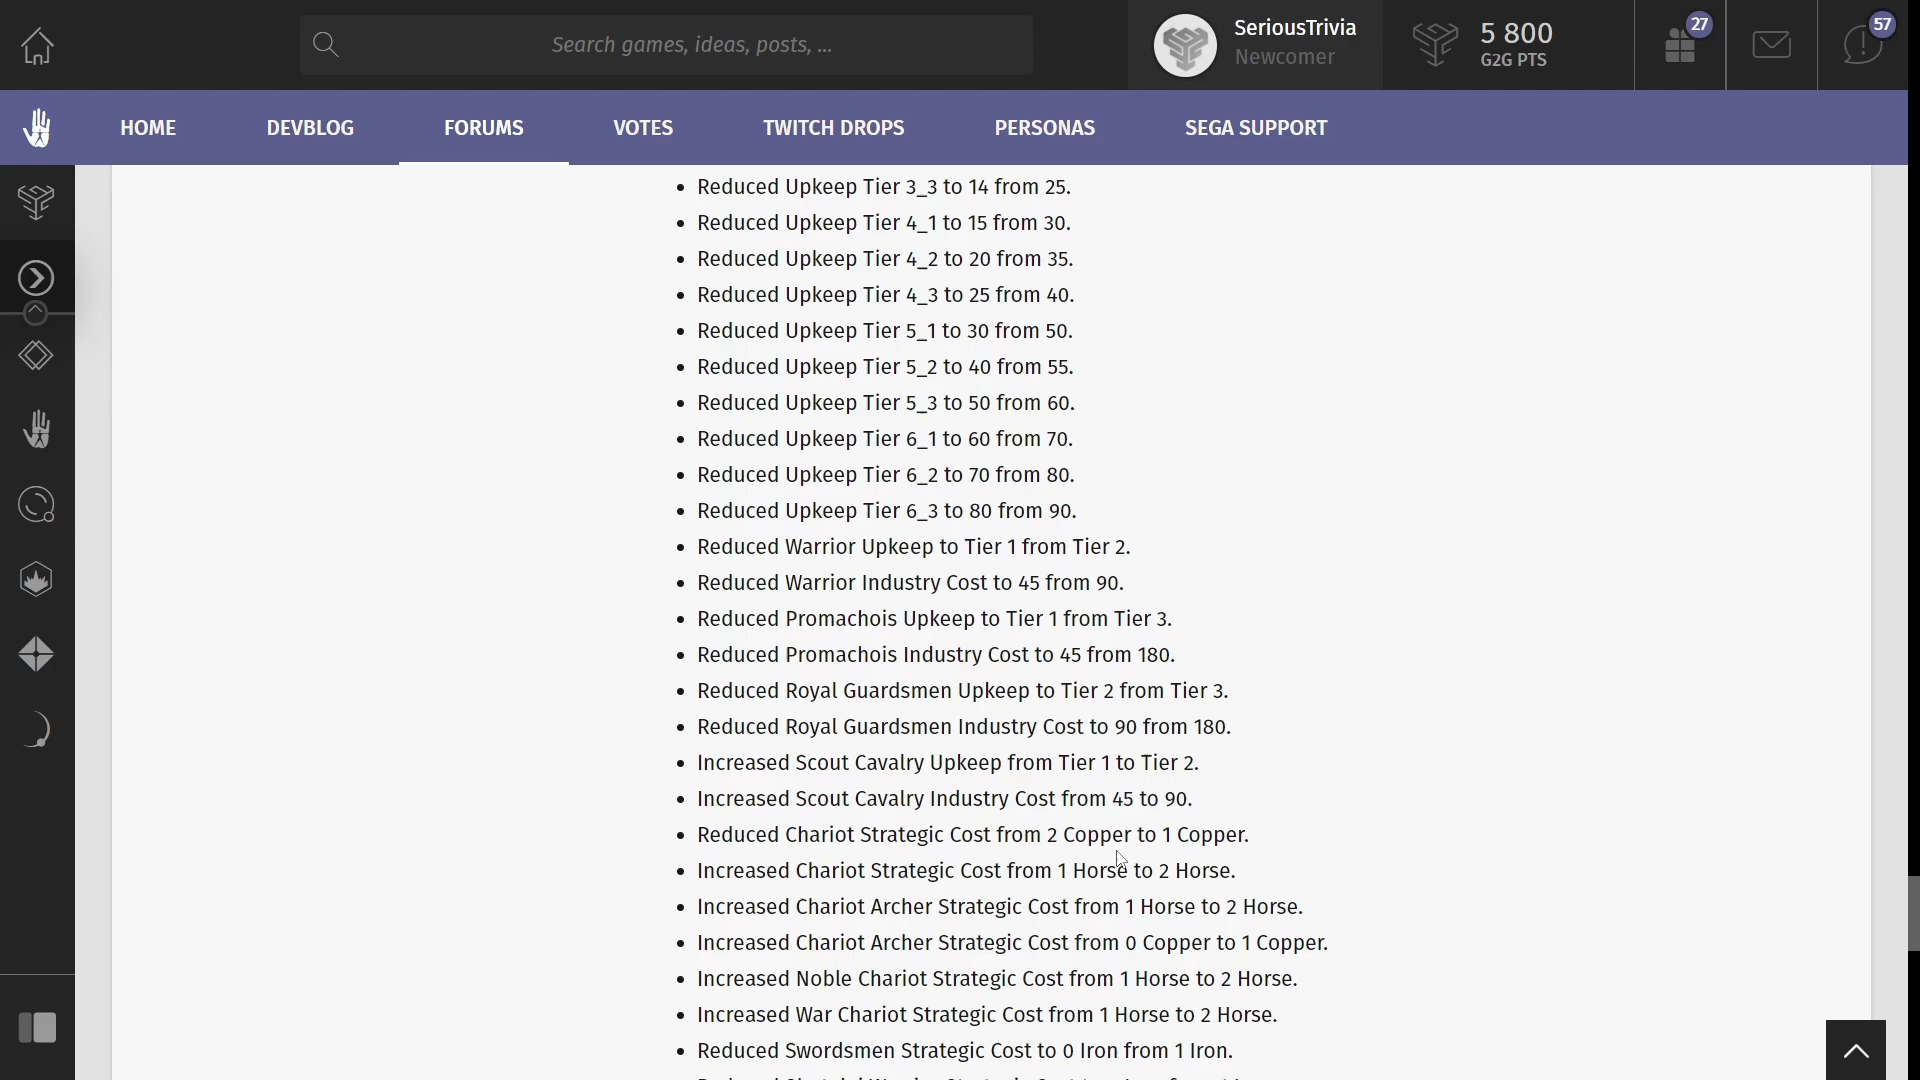 Search games, ideas, posts, ...
SeriousTrivia
Newcomer
5 800
G2G PTS
27
57
HOME
DEVBLOG
FORUMS
VOTES
TWITCH DROPS
PERSONAS
SEGA SUPPORT
• Reduced Upkeep Tier 3_3 to 14 from 25.
• Reduced Upkeep Tier 4_1 to 15 from 30.
• Reduced Upkeep Tier 4_2 to 20 from 35.
• Reduced Upkeep Tier 4_3 to 25 from 40.
• Reduced Upkeep Tier 5_1 to 30 from 50.
• Reduced Upkeep Tier 5_2 to 40 from 55.
• Reduced Upkeep Tier 5_3 to 50 from 60.
• Reduced Upkeep Tier 6_1 to 60 from 70.
• Reduced Upkeep Tier 6_2 to 70 from 80.
• Reduced Upkeep Tier 6_3 to 80 from 90.
• Reduced Warrior Upkeep to Tier 1 from Tier 2.
• Reduced Warrior Industry Cost to 45 from 90.
• Reduced Promachois Upkeep to Tier 1 from Tier 3.
• Reduced Promachois Industry Cost to 45 from 180.
• Reduced Royal Guardsmen Upkeep to Tier 2 from Tier 3.
• Reduced Royal Guardsmen Industry Cost to 90 from 180.
• Increased Scout Cavalry Upkeep from Tier 1 to Tier 2.
• Increased Scout Cavalry Industry Cost from 45 to 90.
• Reduced Chariot Strategic Cost from 2 Copper to 1 Copper.
• Increased Chariot Strategic Cost from 1 Horse to 2 Horse.
• Increased Chariot Archer Strategic Cost from 1 Horse to 2 Horse.
• Increased Chariot Archer Strategic Cost from 0 Copper to 1 Copper.
• Increased Noble Chariot Strategic Cost from 1 Horse to 2 Horse.
• Increased War Chariot Strategic Cost from 1 Horse to 2 Horse.
• Reduced Swordsmen Strategic Cost to 0 Iron from 1 Iron.